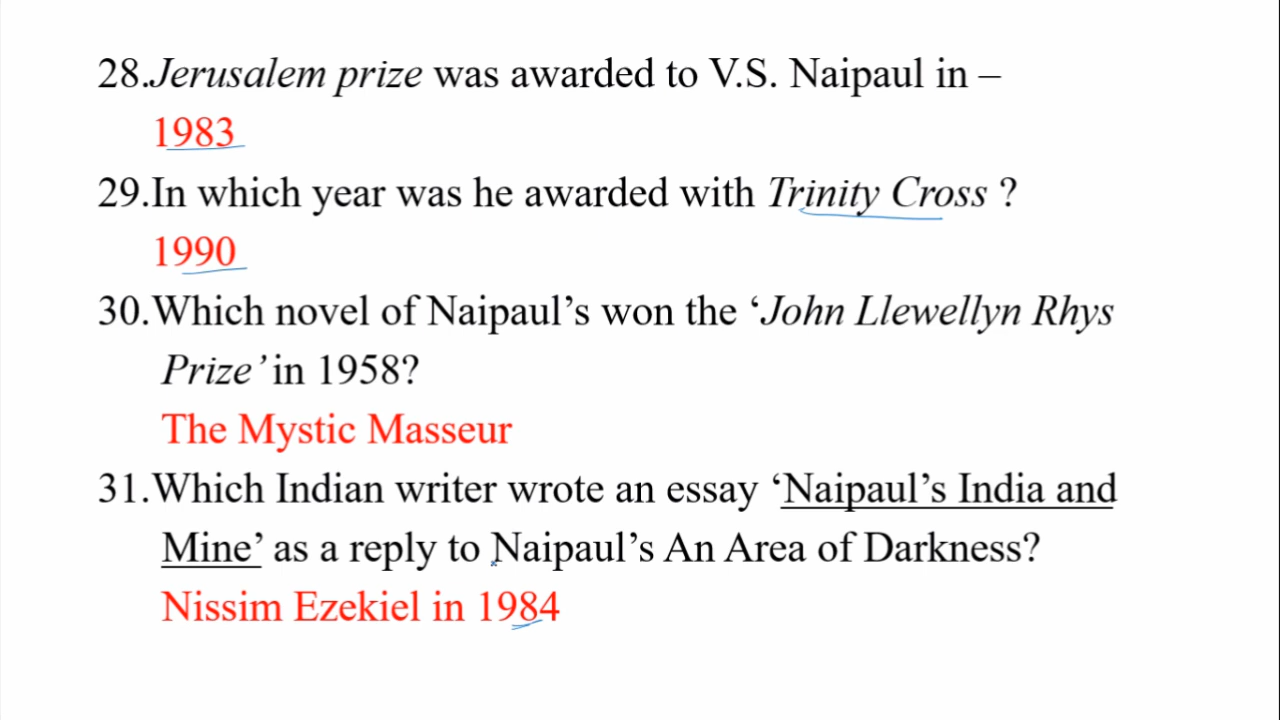 28.Jerusalem prize was awarded to V.S. Naipaul in –
1983
29.In which year was he awarded with Trinity Cross ?
1990
30.Which novel of Naipaul’s won the ‘John Llewellyn Rhys
Prize’ in 1958?
The Mystic Masseur
31.Which Indian writer wrote an essay ‘Naipaul’s India and
Mine’ as a reply to Naipaul’s An Area of Darkness?
Nissim Ezekiel in 1984